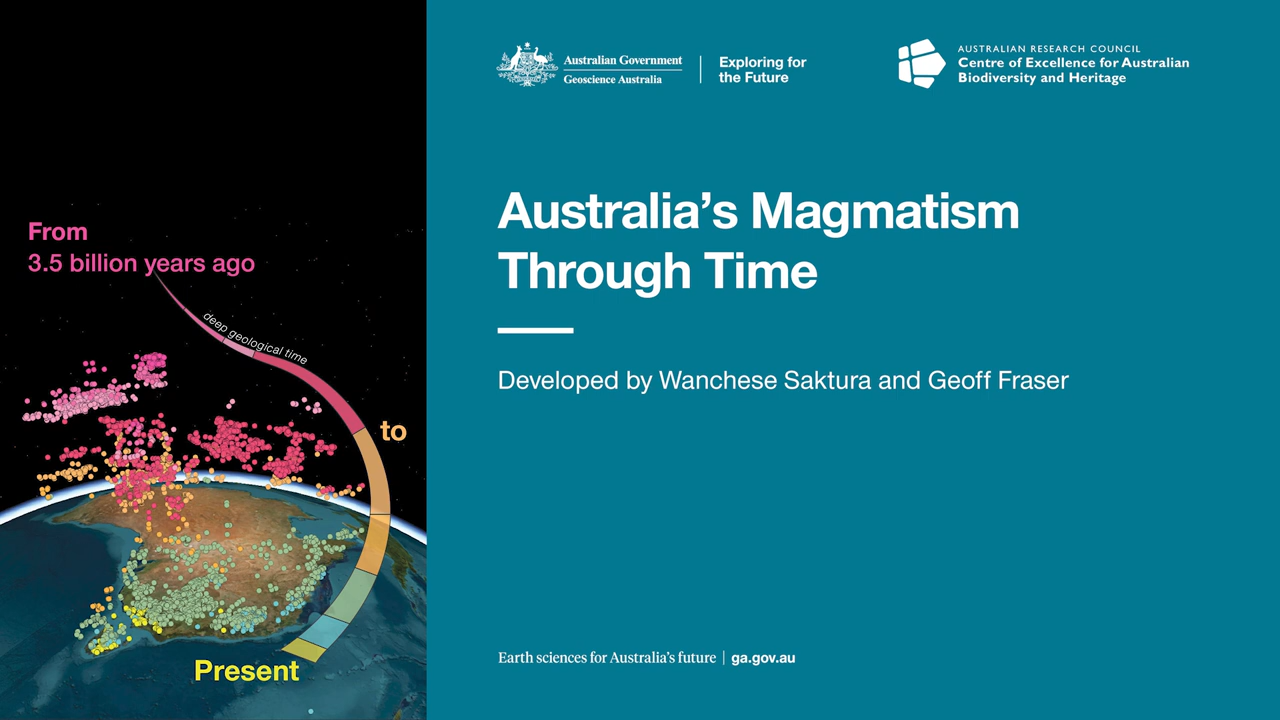 Australian Government
Geoscience Australia
Exploring for
the Future
AUSTRALIAN RESEARCH COUNCIL
Centre of Excellence for Australian
Biodiversity and Heritage
From
3.5 billion years ago
deep geological time
to
Present
Australia’s Magmatism
Through Time
Developed by Wanchese Saktura and Geoff Fraser
Earth sciences for Australia’s future | ga.gov.au